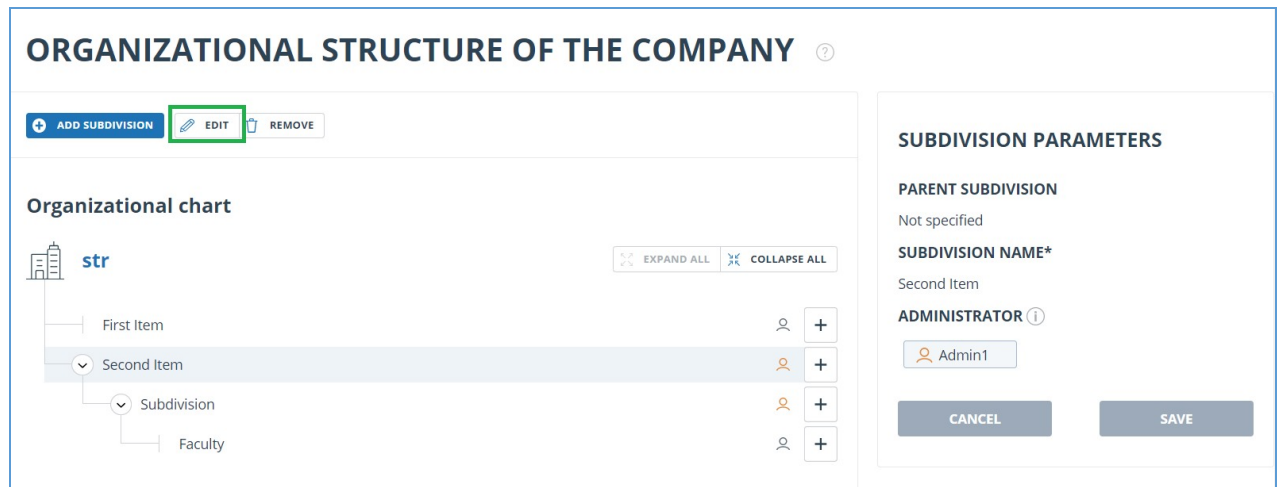 ORGANIZATIONAL STRUCTURE OF THE COMPANY ?
ADD SUBDIVISION EDIT REMOVE
Organizational chart
str
EXPAND ALL COLLAPSE ALL
First Item
Second Item
Subdivision
Faculty
SUBDIVISION PARAMETERS
PARENT SUBDIVISION
Not specified
SUBDIVISION NAME*
Second Item
ADMINISTRATOR i
Admin1
CANCEL SAVE